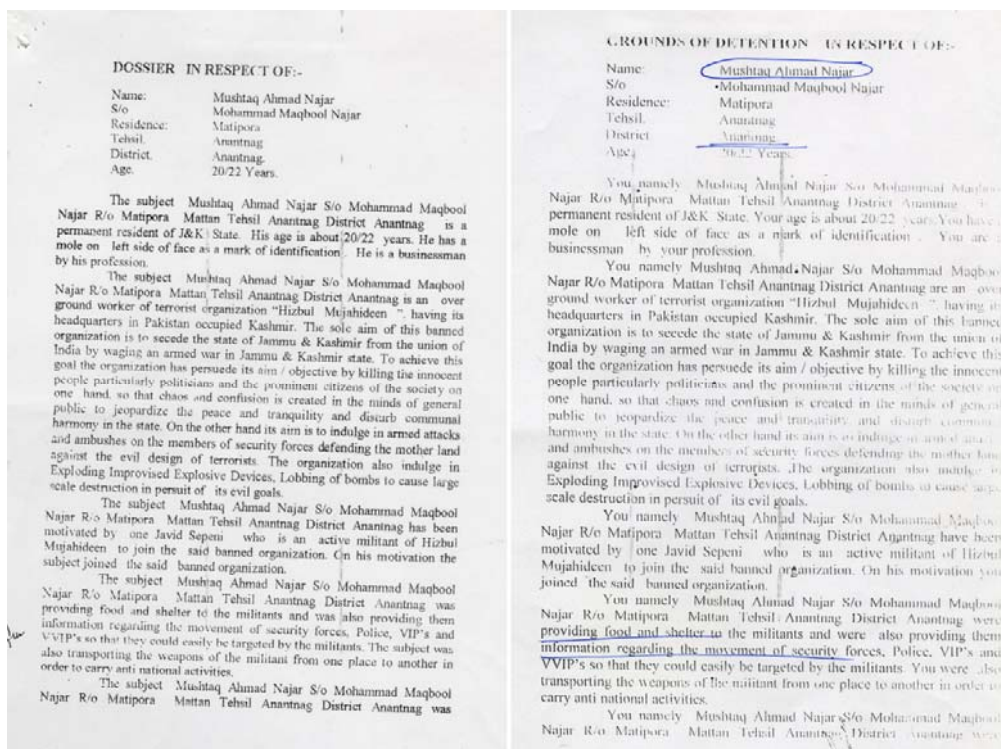 DOSSIER IN RESPECT OF:-
Name: Mushtaq Ahmad Najar
S/o Mohammad Maqbool Najar
Residence: Matipora
Tehsil. Anantnag
District. Anantnag.
Age. 20/22 Years.
The subject Mushtaq Ahmad Najar S/o Mohammad Maqbool
Najar R/o Matipora Mattan Tehsil Anantnag District Anantnag is a
permanent resident of J&K State. His age is about 20/22 years. He has a
mole on left side of face as a mark of identification . He is a businessman
by his profession.
The subject Mushtaq Ahmad Najar S/o Mohammad Maqbool
Najar R/o Matipora Mattan Tehsil Anantnag District Anantnag is an over
ground worker of terrorist organization “Hizbul Mujahideen ”. having its
headquarters in Pakistan occupied Kashmir. The sole aim of this banned
organization is to secede the state of Jammu & Kashmir from the union of
India by waging an armed war in Jammu & Kashmir state. To achieve this
goal the organization has persuede its aim / objective by killing the innocent
people particularly politicians and the prominent citizens of the society on
one hand, so that chaos and confusion is created in the minds of general
public to jeopardize the peace and tranquility and disturb communal
harmony in the state. On the other hand its aim is to indulge in armed attacks
and ambushes on the members of security forces defending the mother land
against the evil design of terrorists. The organization also indulge in
Exploding Improvised Explosive Devices, Lobbing of bombs to cause large
scale destruction in persuit of its evil goals.
The subject Mushtaq Ahmad Najar S/o Mohammad Maqbool
Najar R/o Matipora Mattan Tehsil Anantnag District Anantnag has been
motivated by one Javid Sepeni who is an active militant of Hizbul
Mujahideen to join the said banned organization. On his motivation the
subject joined the said banned organization.
The subject Mushtaq Ahmad Najar S/o Mohammad Maqbool
Najar R/o Matipora Mattan Tehsil Anantnag District Anantnag was
providing food and shelter to the militants and was also providing them
information regarding the movement of security forces, Police, VIP's and
VVIP's so that they could easily be targeted by the militants. The subject was
also transporting the weapons of the militant from one place to another in
order to carry anti national activities.
The subject Mushtaq Ahmad Najar S/o Mohammad Maqbool
Najar R/o Matipora Mattan Tehsil Anantnag District Anantnag was
GROUNDS OF DETENTION IN RESPECT OF:-
Name: Mushtaq Ahmad Najar
S/o Mohammad Maqbool Najar
Residence: Matipora
Tehsil. Anantnag
District Anantnag
Age. 20/22 Years.
You namely Mushtaq Ahmad Najar S/o Mohammad Maqbool
Najar R/o Matipora Mattan Tehsil Anantnag District Anantnag
permanent resident of J&K State. Your age is about 20/22 years. You have
mole on left side of face as a mark of identification . You are
businessman by your profession.
You namely Mushtaq Ahmad Najar S/o Mohammad Maqboo
Najar R/o Matipora Mattan Tehsil Anantnag District Anantnag are an over
ground worker of terrorist organization “Hizbul Mujahideen ”. having its
headquarters in Pakistan occupied Kashmir. The sole aim of this banned
organization is to secede the state of Jammu & Kashmir from the union of
India by waging an armed war in Jammu & Kashmir state. To achieve this
goal the organization has persuede its aim / objective by killing the innocent
people particularly politicians and the prominent citizens of the society on
one hand, so that chaos and confusion is created in the minds of general
public to jeopardize the peace and tranquility and disturb
harmony in the state. On the other hand its aim is to indulge in armed
and ambushes on the members of security forces defending the mother land
against the evil design of terrorists. The organization also indulge in
Exploding Improvised Explosive Devices, Lobbing of bombs to cause large
scale destruction in persuit of its evil goals.
You namely Mushtaq Ahmad Najar S/o Mohammad Maqboo
Najar R/o Matipora Mattan Tehsil Anantnag District Anantnag have been
motivated by one Javid Sepeni who is an active militant of Hizbul
Mujahideen to join the said banned organization. On his motivation you
joined the said banned organization.
You namely Mushtaq Ahmad Najar S/o Mohammad Maqboo
Najar R/o Matipora Mattan Tehsil Anantnag District Anantnag were
providing food and shelter to the militants and were also providing them
information regarding the movement of security forces, Police, VIP's and
VVIP's so that they could easily be targeted by the militants. You were also
transporting the weapons of the militant from one place to another in order to
carry anti national activities.
You namely Mushtaq Ahmad Najar S/o Mohammad Maqboo
Najar R/o Matipora Mattan Tehsil Anantnag District Anantnag were